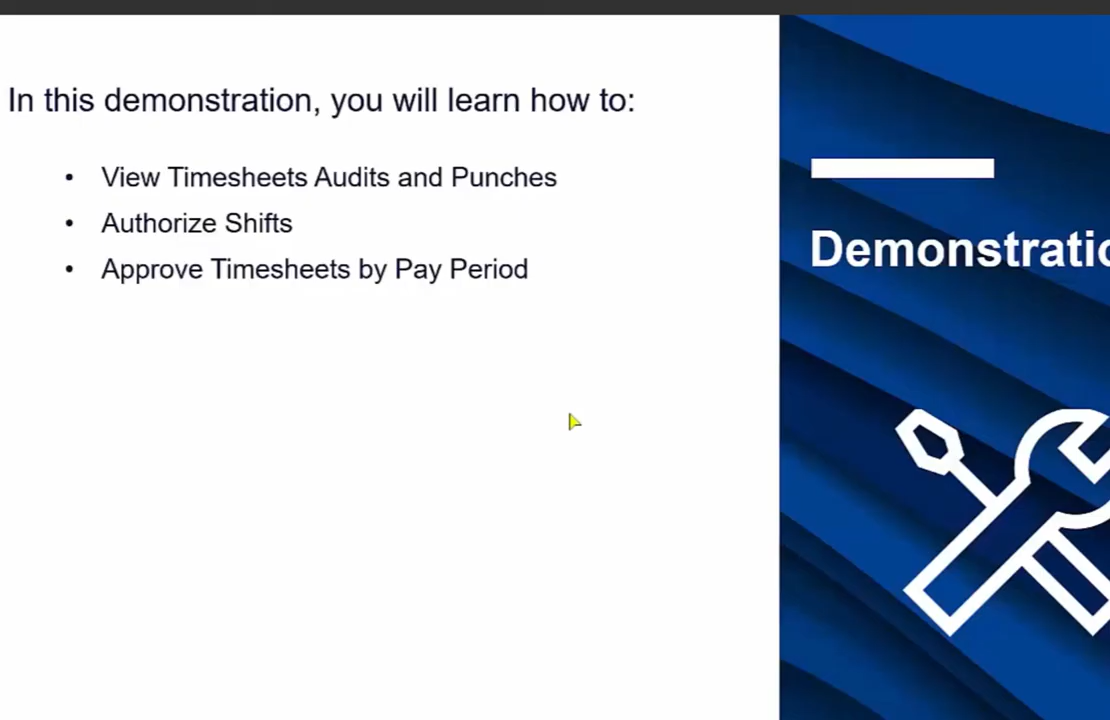 In this demonstration, you will learn how to:
• View Timesheets Audits and Punches
• Authorize Shifts
• Approve Timesheets by Pay Period
Demonstratio